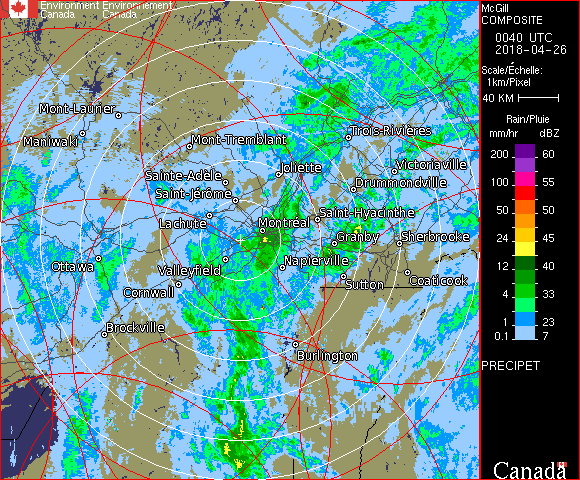 Environment Environnement
Canada Canada
McGill
COMPOSITE
0040 UTC
2018-04-26
Scale/Échelle:
1km/Pixel
40 KM
Rain/Pluie
mm/hr dBZ
200 60
100 55
50 50
24 45
12 40
4 33
1 23
0.1 7
PRECIPET
Canada
Mont-Laurier
Maniwaki
Mont-Tremblant
Trois-Rivières
Joliette
Victoriaville
Sainte-Adèle
Drummondville
Saint-Jérôme
Lachute
Saint-Hyacinthe
Montréal
Granby
Sherbrooke
Ottawa
Valleyfield
Napierville
Coaticook
Cornwall
Sutton
Brockville
Burlington